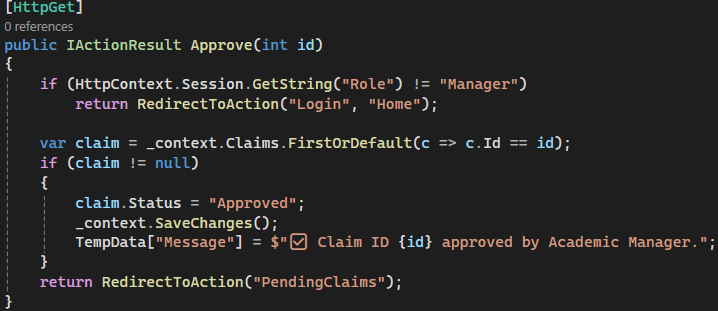 [HttpGet]
0 references
public IActionResult Approve(int id)
{
if (HttpContext.Session.GetString("Role") != "Manager")
return RedirectToAction("Login", "Home");
var claim = _context.Claims.FirstOrDefault(c => c.Id == id);
if (claim != null)
{
claim.Status = "Approved";
_context.SaveChanges();
TempData["Message"] = $"☑ Claim ID {id} approved by Academic Manager.";
}
return RedirectToAction("PendingClaims");
}